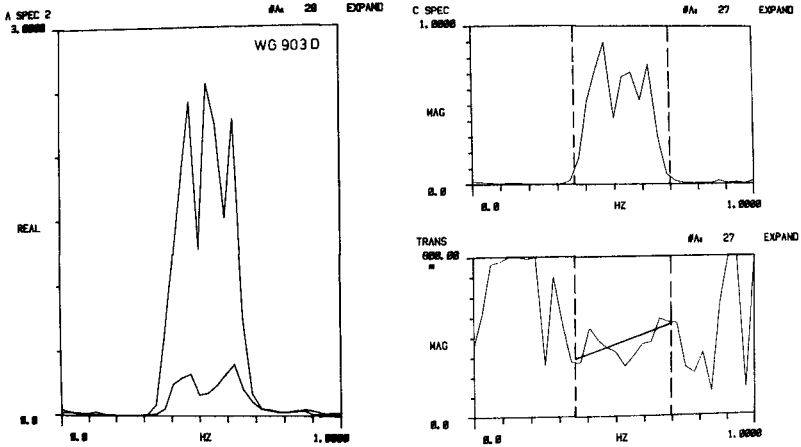 A SPEC 2 #A: 28 EXPAND
3.0000
WG 903 D
REAL
0.0
0.0 HZ 1.0000
C SPEC #A: 27 EXPAND
1.0000
MAG
0.0
0.0 HZ 1.0000
TRANS #A: 27 EXPAND
800.00
m
MAG
0.0
0.0 HZ 1.0000